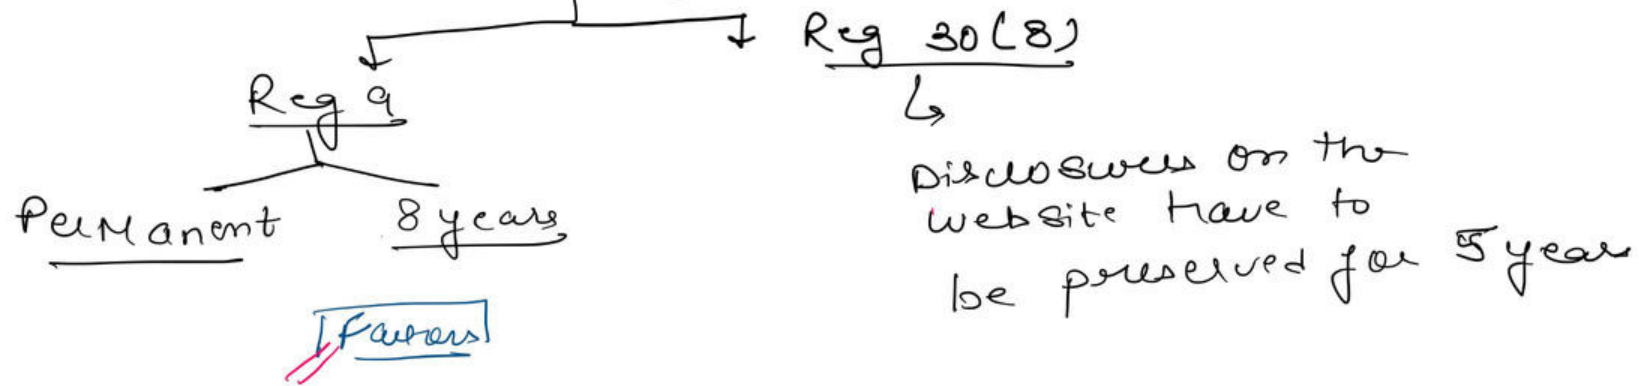 Reg 30(8)
Reg 9
Disclosures on the
Permanent
8 years
website have to
be preserved for 5 years
Factors